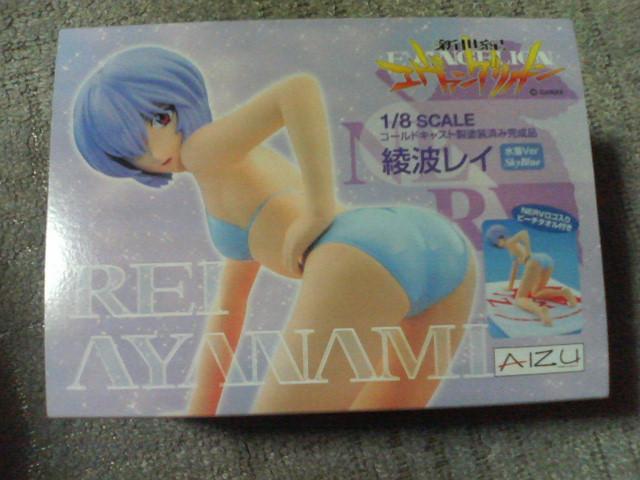 新世紀
EVANGELION
エヴァンゲリオン
© GAINAX
1/8 SCALE
コールドキャスト製塗装済み完成品
綾波レイ
水着Ver
SkyBlue
NERV
NERVロゴ入り
ビーチタオル付き
REI
AYANAMI
AIZU